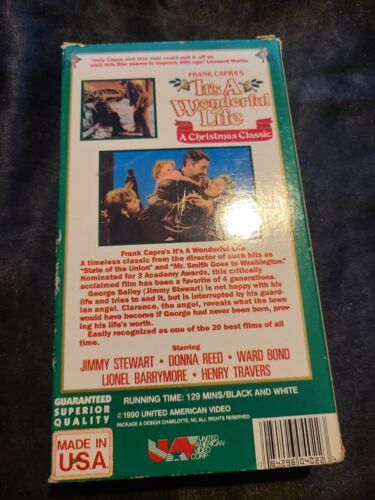 "Only Capra and this cast could pull it off so
well; this film seems to improve with age." Leonard Maltin
FRANK CAPRA'S
It's A
Wonderful
Life
A Christmas Classic
Frank Capra's It's A Wonderful Life
A timeless classic from the director of such hits as
"State of the Union" and "Mr. Smith Goes to Washington."
Nominated for 3 Academy Awards, this critically
acclaimed film has been a favorite of 4 generations.
George Bailey (Jimmy Stewart) is not happy with his
life and tries to end it, but is interrupted by his guard-
ian angel. Clarence, the angel, reveals what the town
would have become if George had never been born, prov-
ing his life's worth.
Easily recognized as one of the 20 best films of all
time.
Starring
JIMMY STEWART • DONNA REED • WARD BOND
LIONEL BARRYMORE • HENRY TRAVERS
GUARANTEED
SUPERIOR
QUALITY
RUNNING TIME: 129 MINS/BLACK AND WHITE
©1990 UNITED AMERICAN VIDEO
PACKAGE & DESIGN CHARLOTTE, NC ALL RIGHTS RESERVED
MADE IN
U.S.A.
UAV
UNITED
AMERICAN
VIDEO
CORP.
0 84296 04022